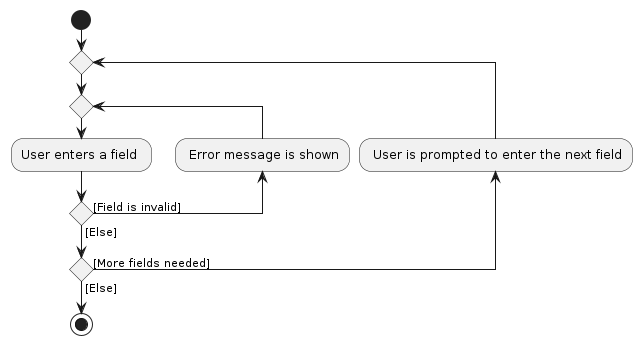 User enters a field
Error message is shown
User is prompted to enter the next field
[Field is invalid]
[Else]
[More fields needed]
[Else]